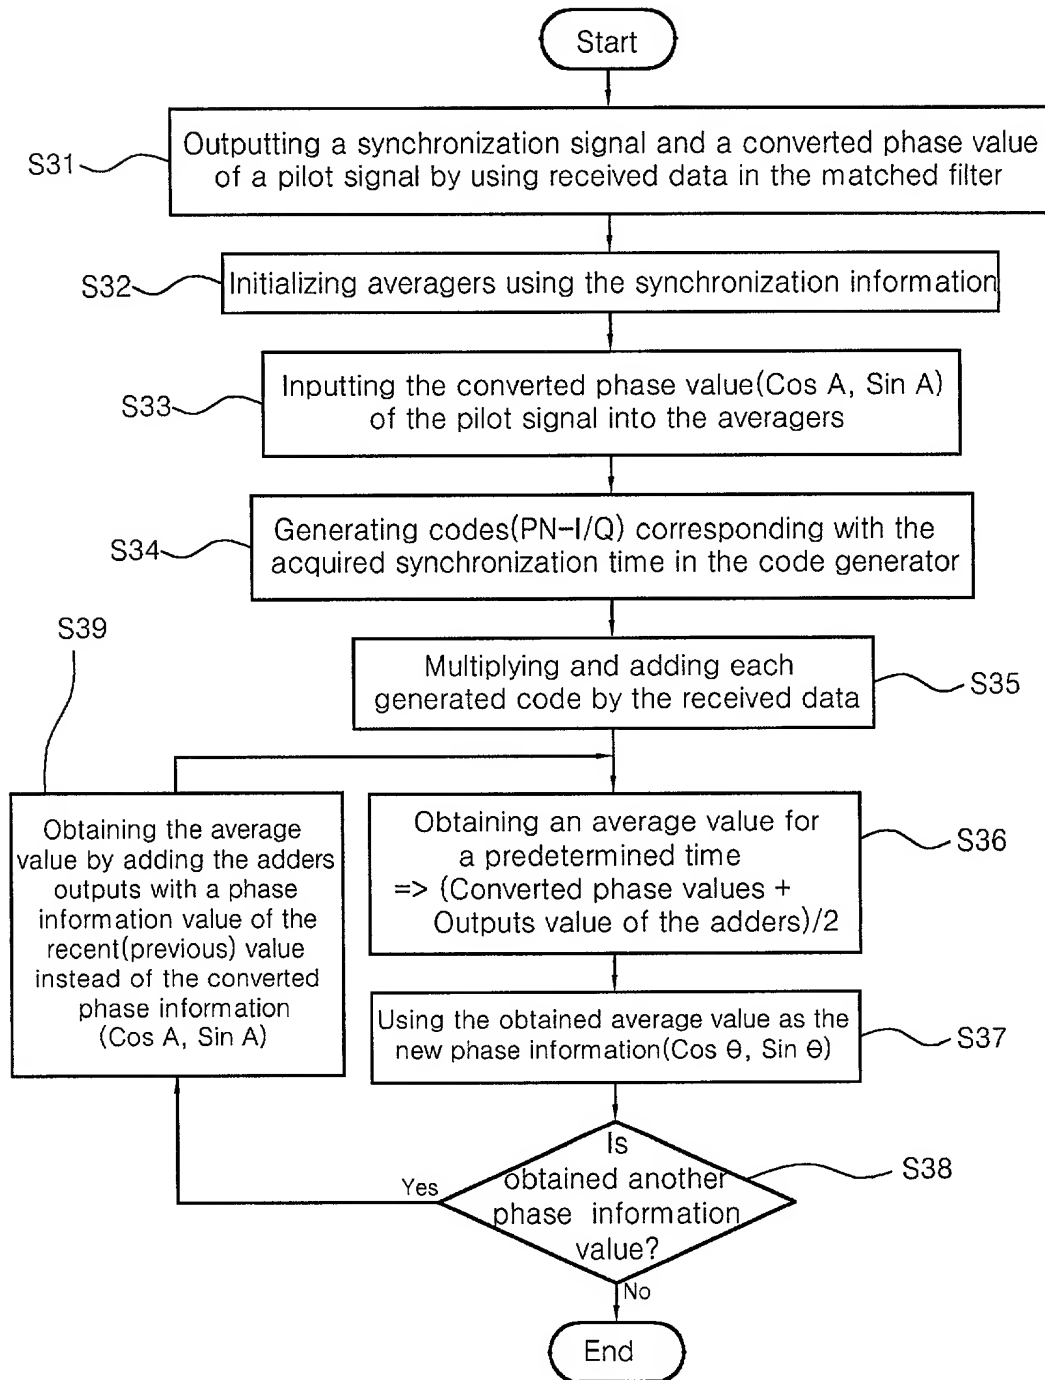 Start
S31
Outputting a synchronization signal and a converted phase value
of a pilot signal by using received data in the matched filter
S32
Initializing averagers using the synchronization information
S33
Inputting the converted phase value(Cos A, Sin A)
of the pilot signal into the averagers
S34
Generating codes(PN-I/Q) corresponding with the
acquired synchronization time in the code generator
S39
Multiplying and adding each
generated code by the received data
S35
Obtaining the average
value by adding the adders
outputs with a phase
information value of the
recent(previous) value
instead of the converted
phase information
(Cos A, Sin A)
Obtaining an average value for
a predetermined time
=> (Converted phase values +
Outputs value of the adders)/2
S36
Using the obtained average value as the
new phase information(Cos θ, Sin θ)
S37
Is
obtained another
phase information
value?
S38
Yes
No
End